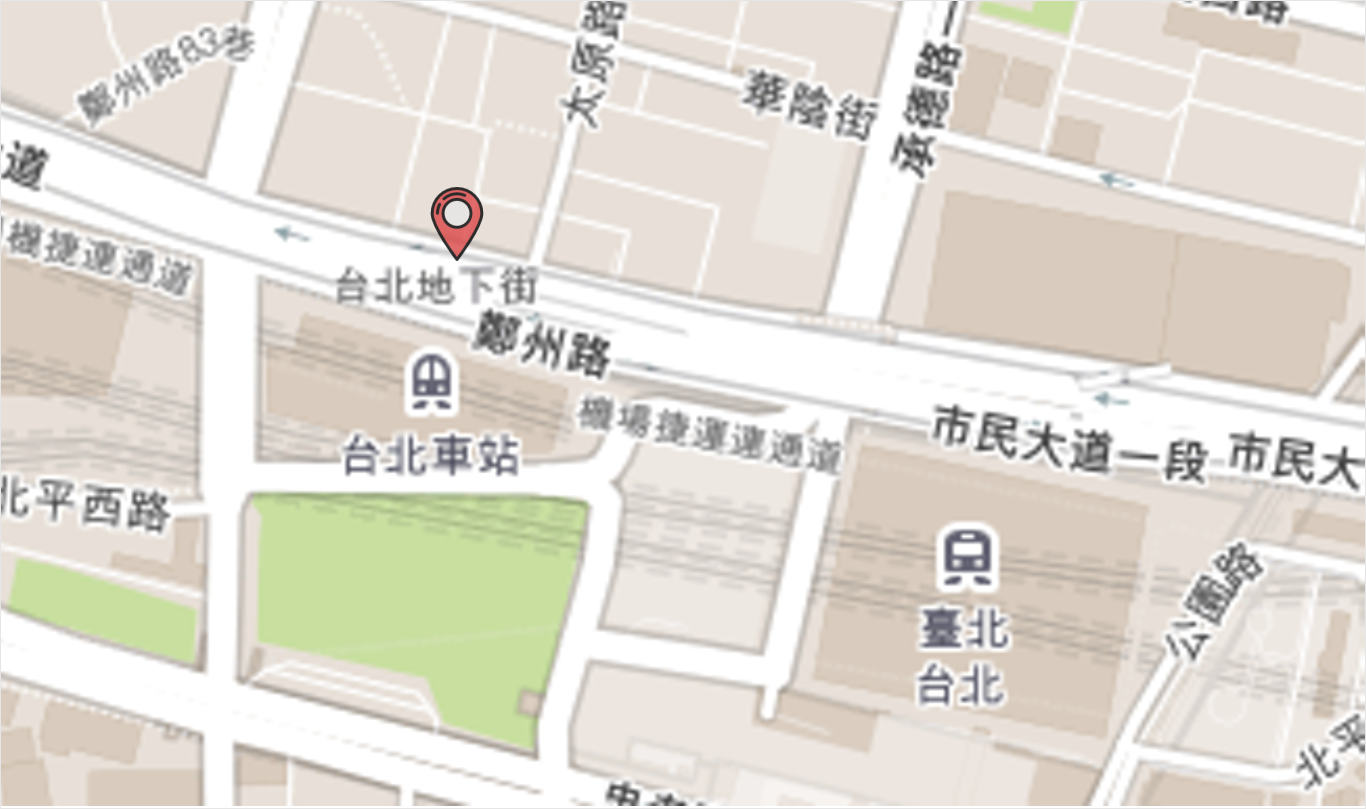 鄭州路83巷
太原路
華陰街
承德路一
道
機捷連通道
台北地下街
鄭州路
機場捷運連通道
台北車站
市民大道一段
市民大
北平西路
臺北
台北
公園路
北平